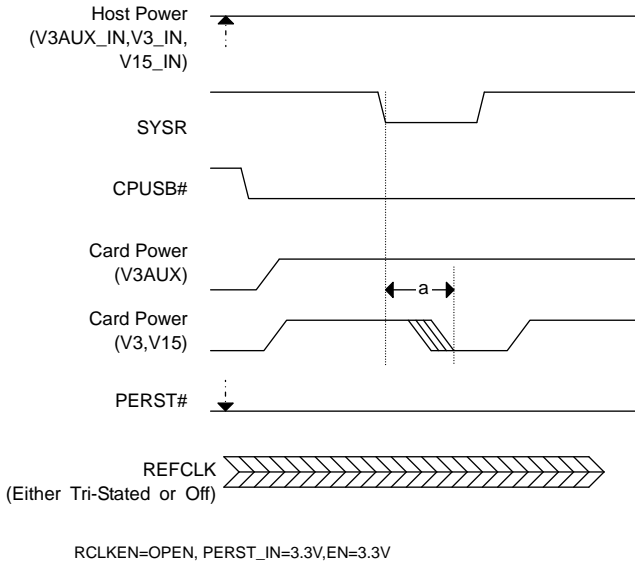 Host Power
(V3AUX_IN,V3_IN,
V15_IN)
SYSR
CPUSB#
Card Power
(V3AUX)
a
Card Power
(V3,V15)
PERST#
REFCLK
(Either Tri-Stated or Off)
RCLKEN=OPEN, PERST_IN=3.3V,EN=3.3V